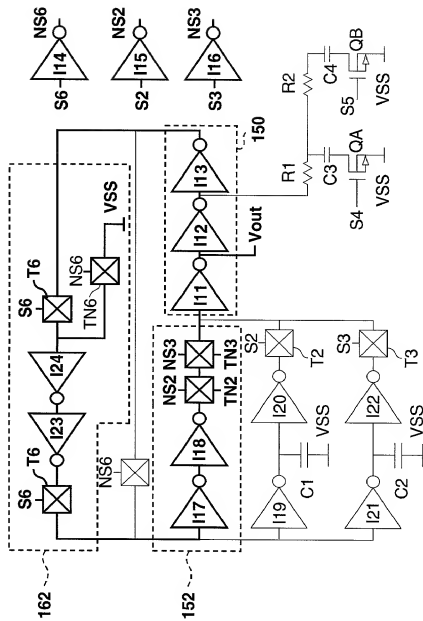 NS6
I14
S6
NS2
I15
S2
NS3
I16
S3
162
S6
T6
I23
I24
S6
T6
NS6
TN6
VSS
NS6
152
I17
I18
NS2
TN2
NS3
TN3
150
I11
I12
I13
Vout
I19
C1
VSS
I20
S2
T2
I21
C2
VSS
I22
S3
T3
R1
R2
C3
QA
S4
VSS
C4
QB
S5
VSS